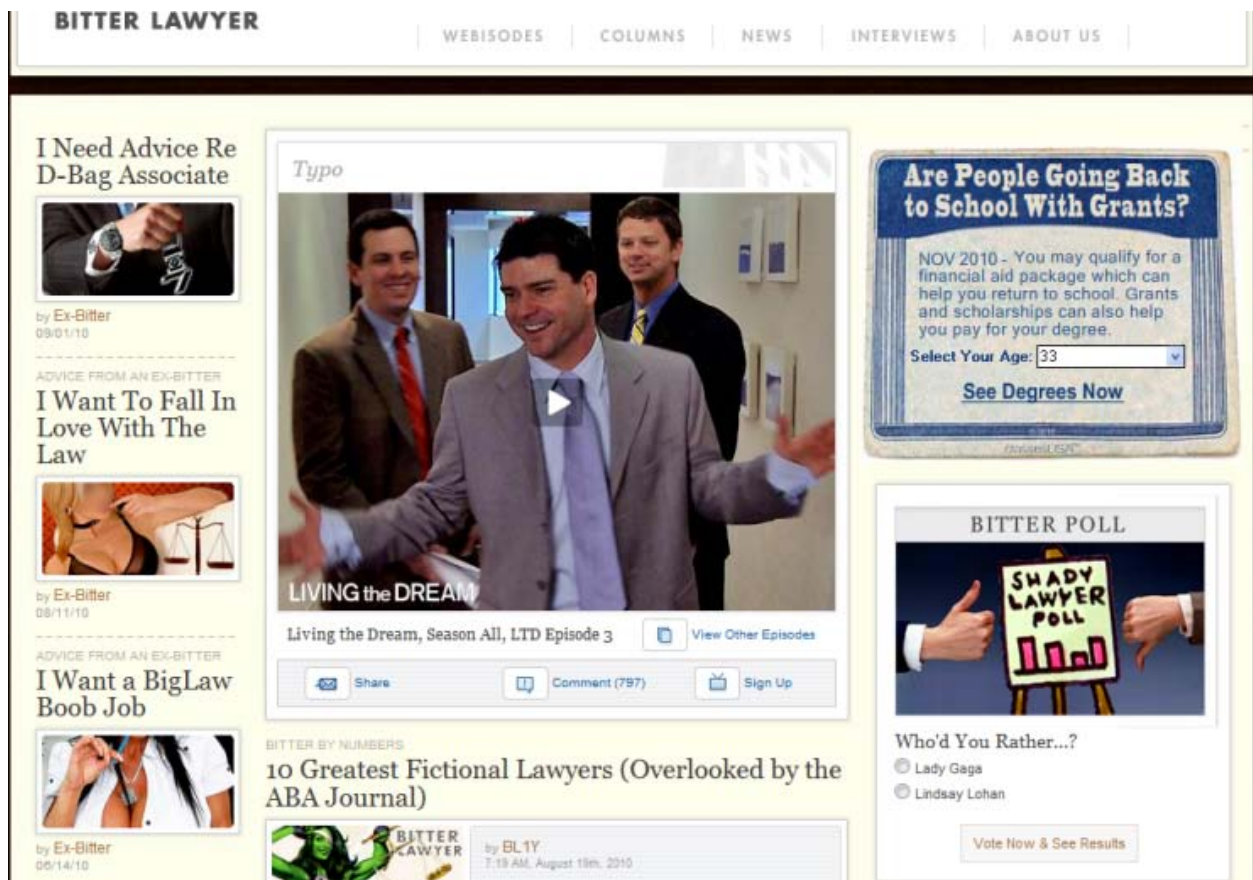 BITTER LAWYER
WEBISODES
COLUMNS
NEWS
INTERVIEWS
ABOUT US
I Need Advice Re
D-Bag Associate
by Ex-Bitter
09/01/10
ADVICE FROM AN EX-BITTER
I Want To Fall In
Love With The
Law
by Ex-Bitter
08/11/10
ADVICE FROM AN EX-BITTER
I Want a BigLaw
Boob Job
by Ex-Bitter
06/14/10
Typo
LIVING the DREAM
Living the Dream, Season All, LTD Episode 3
View Other Episodes
Share
Comment (797)
Sign Up
BITTER BY NUMBERS
10 Greatest Fictional Lawyers (Overlooked by the
ABA Journal)
BITTER
LAWYER
by BL1Y
7:19 AM, August 19th, 2010
Are People Going Back
to School With Grants?
NOV 2010 - You may qualify for a
financial aid package which can
help you return to school. Grants
and scholarships can also help
you pay for your degree.
Select Your Age: 33
See Degrees Now
BITTER POLL
SHADY
LAWYER
POLL
Who'd You Rather...?
Lady Gaga
Lindsay Lohan
Vote Now & See Results